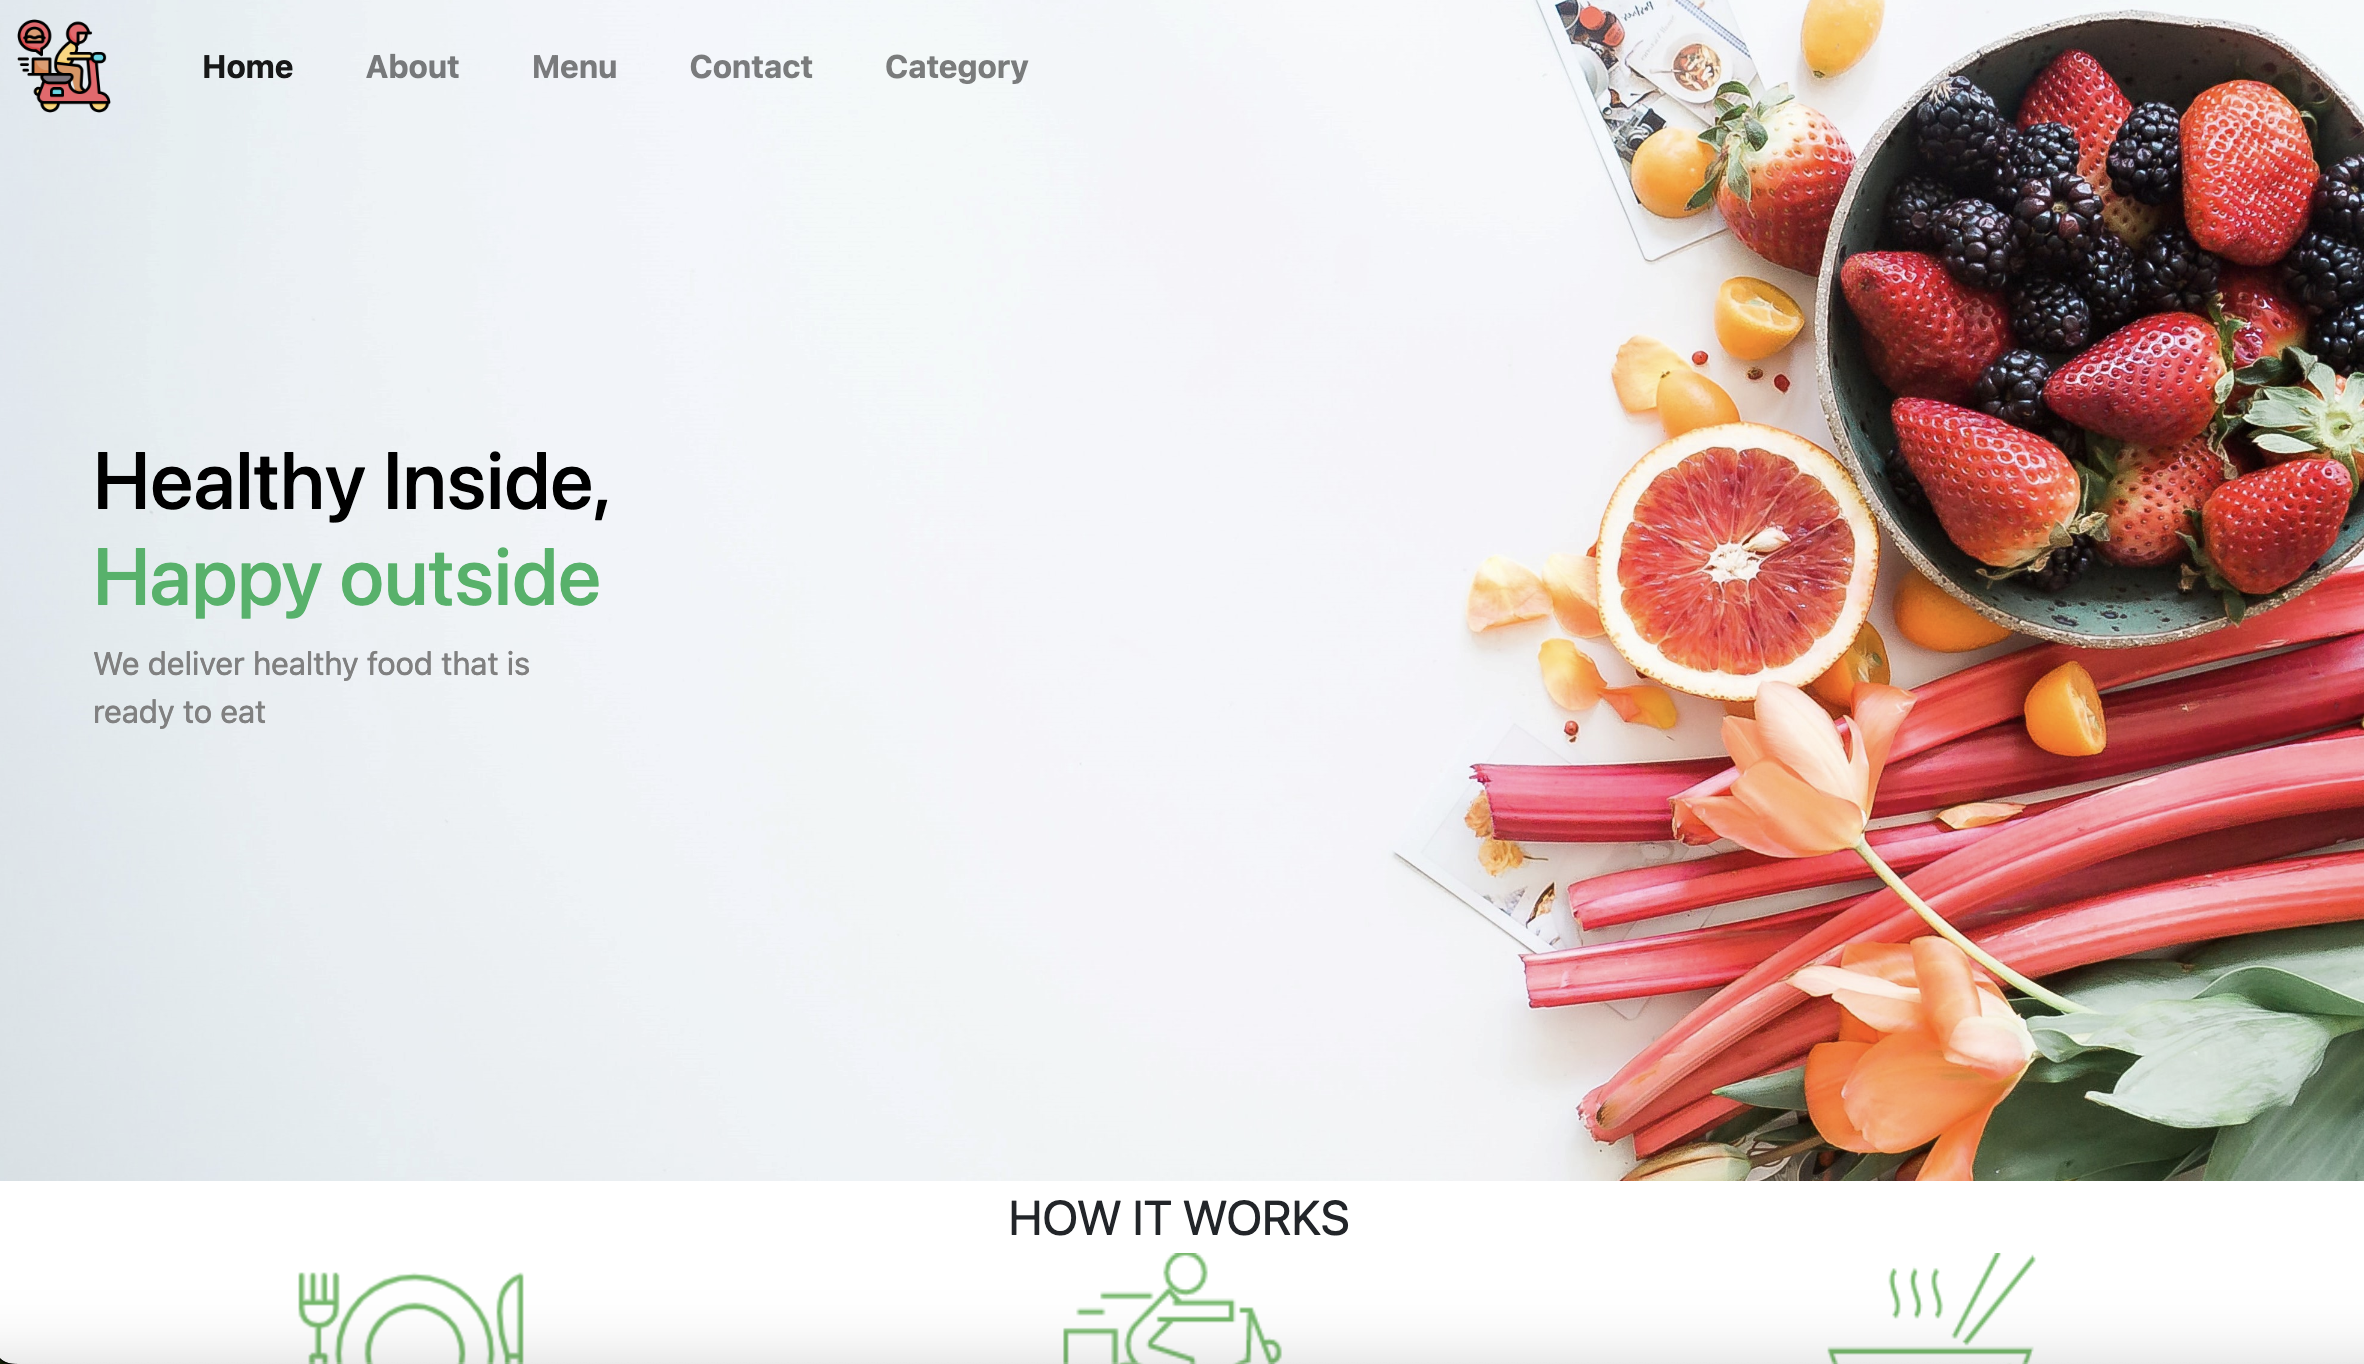 Home About Menu Contact Category
Healthy Inside,
Happy outside
We deliver healthy food that is
ready to eat
HOW IT WORKS